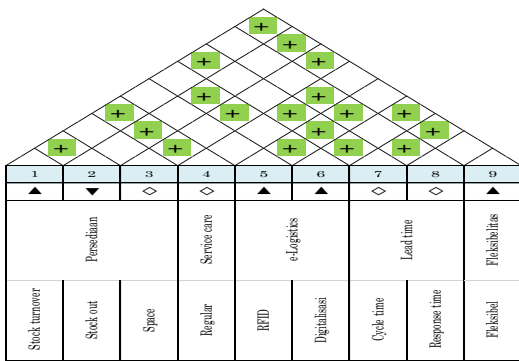 +
+
+ +
+ +
+ + + + +
+ + +
+ + + + +
1 2 3 4 5 6 7 8 9
Persediaan Service care e-Logistics Lead time Fleksibelitas
Stock turnover Stock out Space Regular RFID Digitalisasi Cycle time Response time Fleksibel